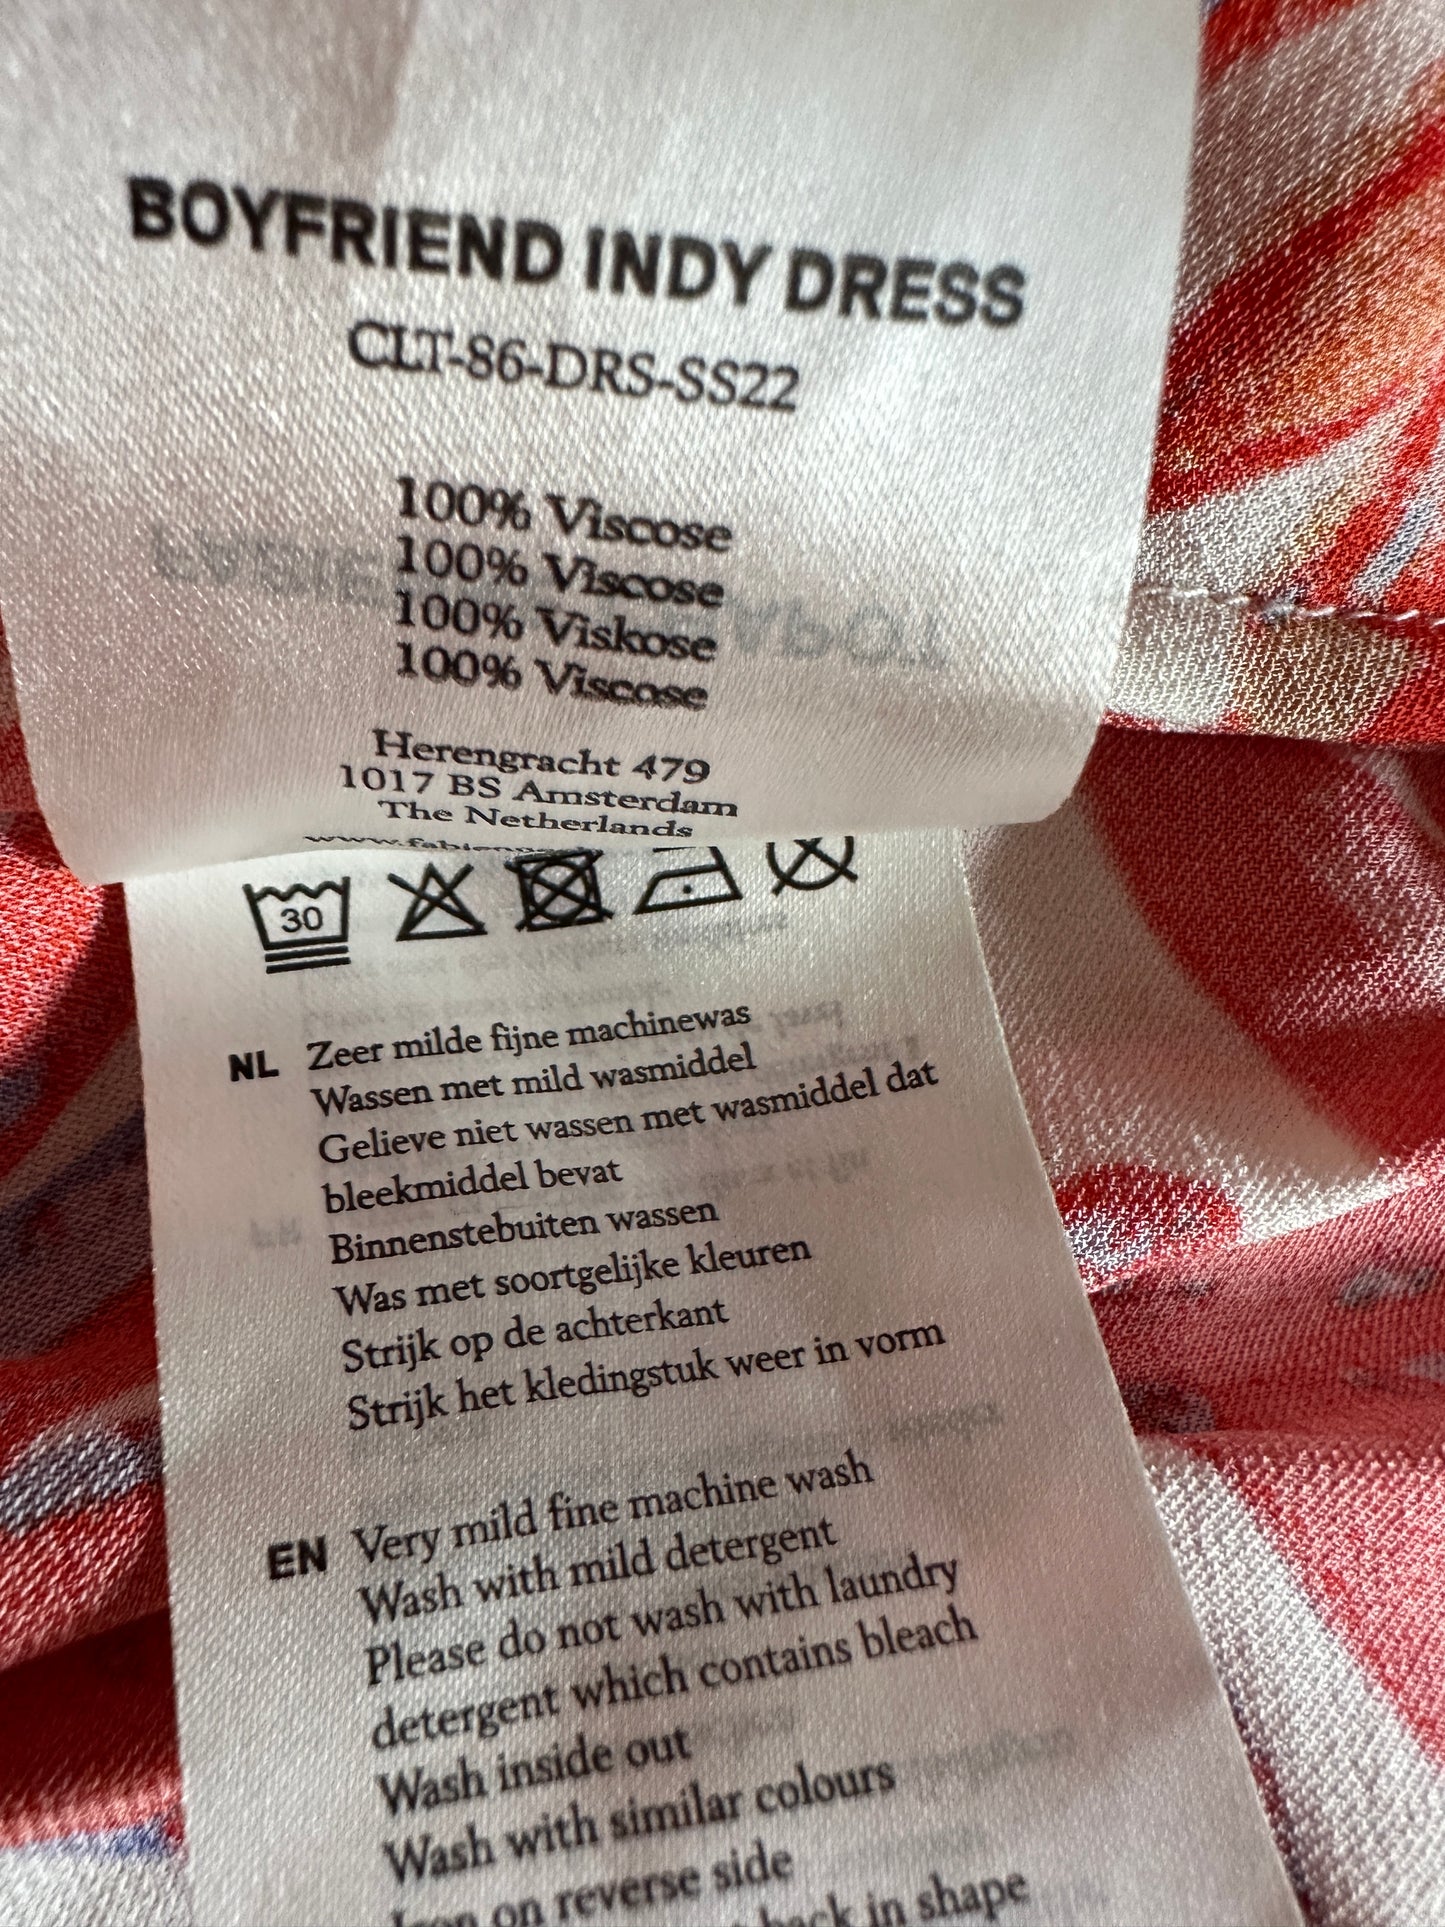 BOYFRIEND INDY DRESS
CLT-86-DRS-SS22
100% Viscose
100% Viscose
100% Viskose
100% Viscose
Herengracht 479
1017 BS Amsterdam
The Netherlands
30
NL Zeer milde fijne machinewas
Wassen met mild wasmiddel
Gelieve niet wassen met wasmiddel dat
bleekmiddel bevat
Binnenstebuiten wassen
Was met soortgelijke kleuren
Strijk op de achterkant
Strijk het kledingstuk weer in vorm
EN Very mild fine machine wash
Wash with mild detergent
Please do not wash with laundry
detergent which contains bleach
Wash inside out
Wash with similar colours
Iron on reverse side
back in shape